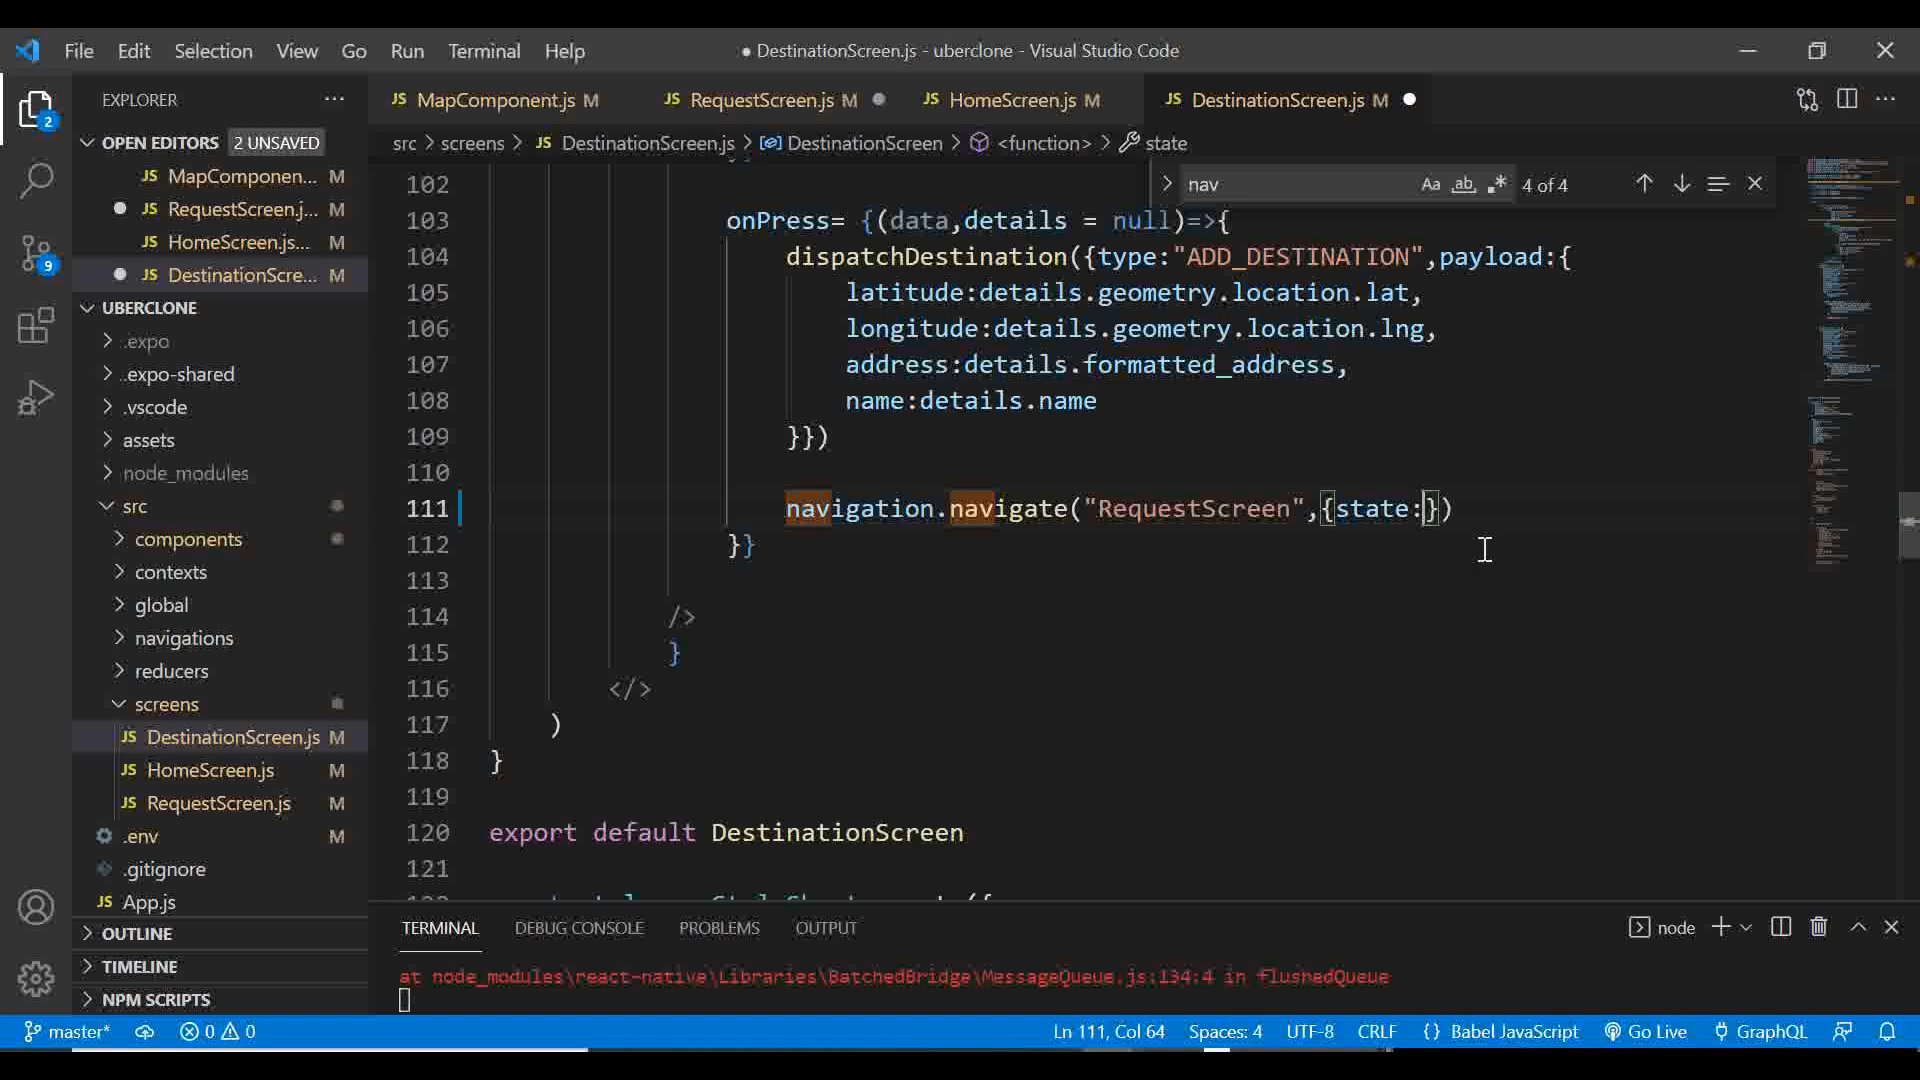 File Edit Selection View Go Run Terminal Help
● DestinationScreen.js - uberclone - Visual Studio Code
EXPLORER ...
JS MapComponent.js M
JS RequestScreen.js M
JS HomeScreen.js M
JS DestinationScreen.js M
OPEN EDITORS 2 UNSAVED
JS MapComponen... M
JS RequestScreen.j... M
JS HomeScreen.js... M
JS DestinationScre... M
UBERCLONE
.expo
.expo-shared
.vscode
assets
node_modules
src
components
contexts
global
navigations
reducers
screens
JS DestinationScreen.js M
JS HomeScreen.js M
JS RequestScreen.js M
.env M
.gitignore
JS App.js
OUTLINE
TIMELINE
NPM SCRIPTS
2
9
src > screens > JS DestinationScreen.js > DestinationScreen > <function> > state
nav Aa ab 4 of 4
102
103 onPress= {(data,details = null)=>{
104 dispatchDestination({type:"ADD_DESTINATION",payload:{
105 latitude:details.geometry.location.lat,
106 longitude:details.geometry.location.lng,
107 address:details.formatted_address,
108 name:details.name
109 }})
110
111 navigation.navigate("RequestScreen",{state:})
112 }}
113
114 />
115 }
116 </>
117 )
118 }
119
120 export default DestinationScreen
121
TERMINAL DEBUG CONSOLE PROBLEMS OUTPUT
node
at node_modules\react-native\Libraries\BatchedBridge\MessageQueue.js:134:4 in flushedQueue
master* 0 0
Ln 111, Col 64 Spaces: 4 UTF-8 CRLF {} Babel JavaScript Go Live GraphQL